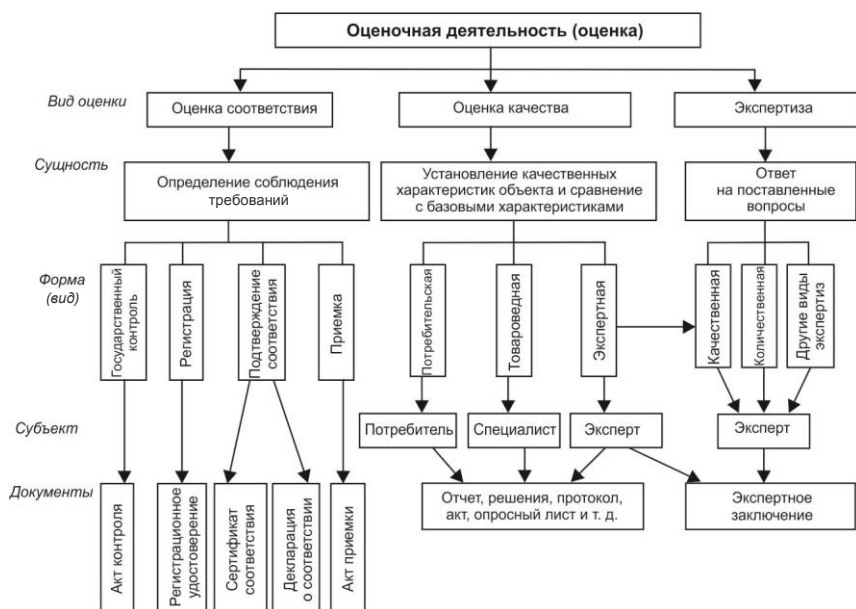 Оценочная деятельность (оценка)
Вид оценки
Оценка соответствия
Оценка качества
Экспертиза
Сущность
Определение соблюдения
требований
Установление качественных
характеристик объекта и сравнение
с базовыми характеристиками
Ответ
на поставленные
вопросы
Форма
(вид)
Государственный
контроль
Регистрация
Подтверждение
соответствия
Приемка
Потребительская
Товароведная
Экспертная
Качественная
Количественная
Другие виды
экспертиз
Субъект
Потребитель
Специалист
Эксперт
Эксперт
Документы
Акт контроля
Регистрационное
удостоверение
Сертификат
соответствия
Декларация
о соответствии
Акт приемки
Отчет, решения, протокол,
акт, опросный лист и т. д.
Экспертное
заключение